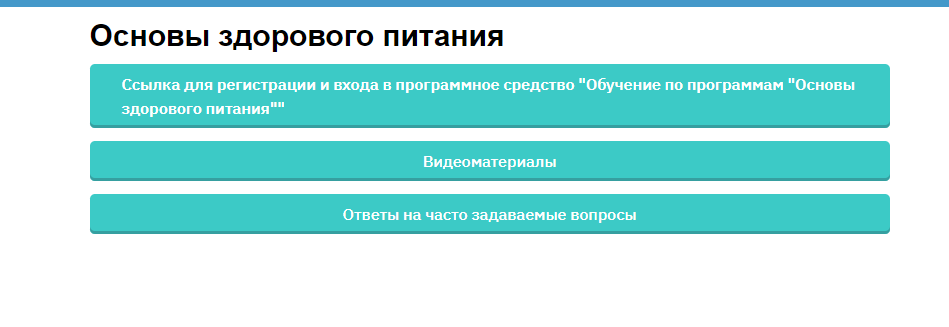 Основы здорового питания
Ссылка для регистрации и входа в программное средство "Обучение по программам "Основы
здорового питания""
Видеоматериалы
Ответы на часто задаваемые вопросы